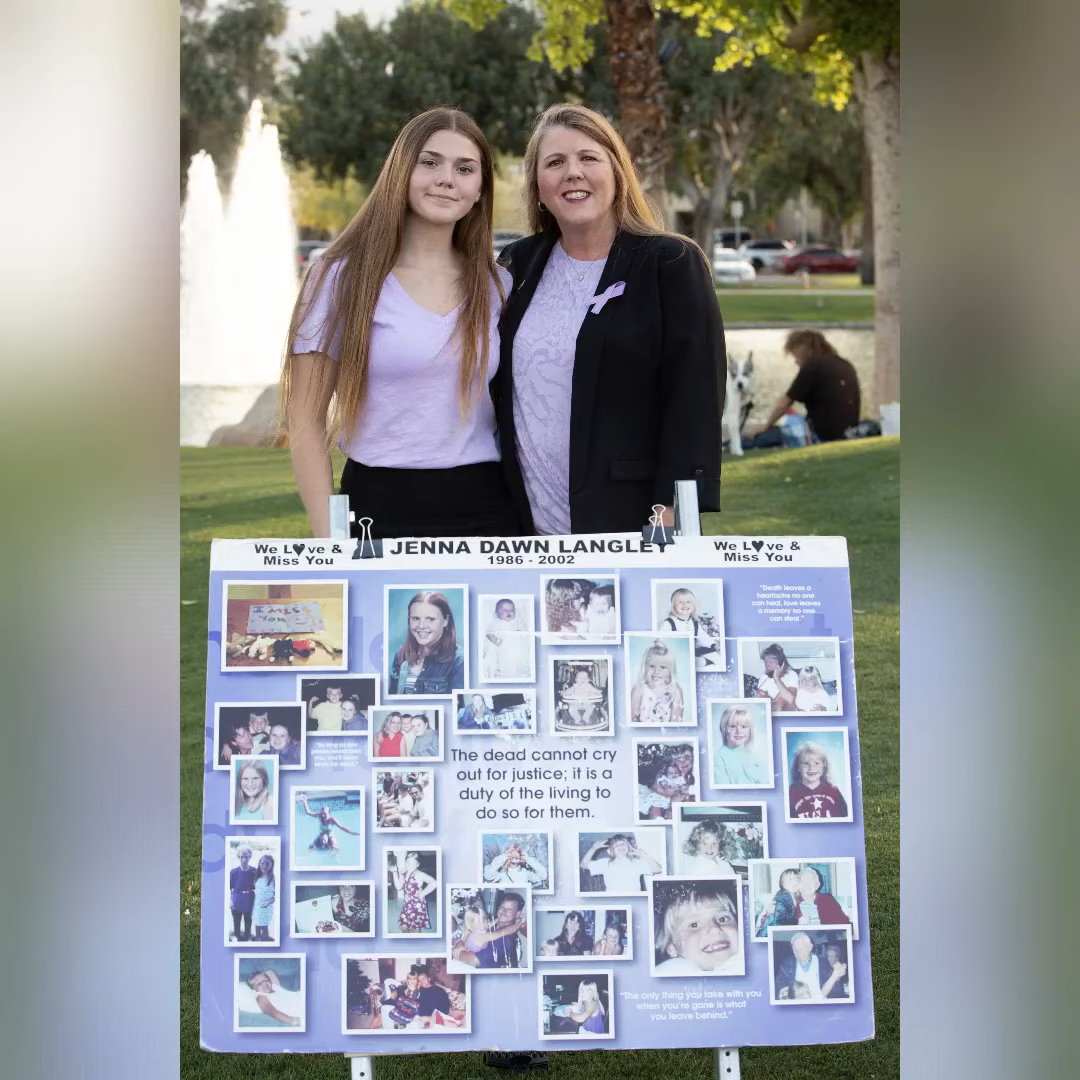 We L♥ve &
Miss You
JENNA DAWN LANGLEY
1986 - 2002
We L♥ve &
Miss You
"Death leaves a
heartache no one
can heal, love leaves
a memory no one
can steal."
I MISS
YOU
The dead cannot cry
out for justice; it is a
duty of the living to
do so for them.
"The only thing you take with you
when you're gone is what
you leave behind."